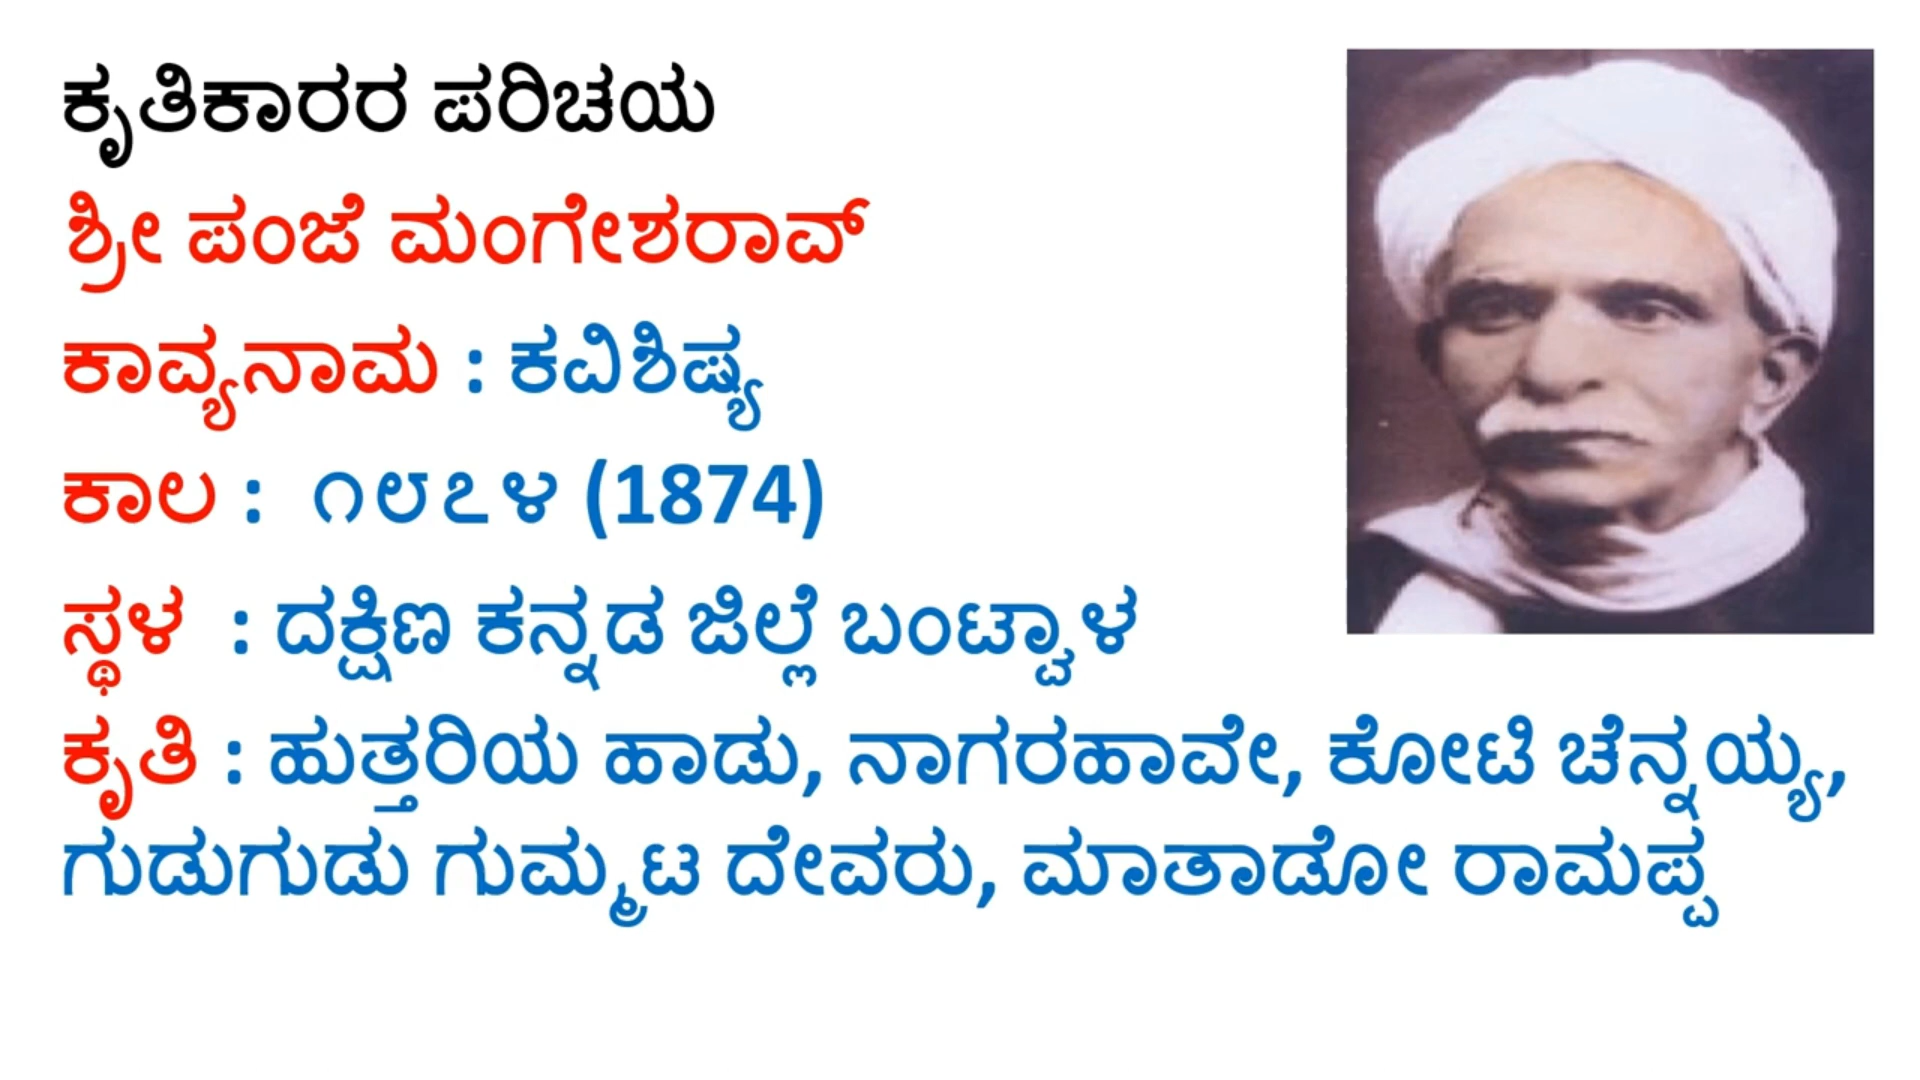 ಕೃತಿಕಾರರ ಪರಿಚಯ
ಶ್ರೀ ಪಂಜೆ ಮಂಗೇಶರಾವ್
ಕಾವ್ಯನಾಮ : ಕವಿಶಿಷ್ಯ
ಕಾಲ : ೧೮೭೪ (1874)
ಸ್ಥಳ : ದಕ್ಷಿಣ ಕನ್ನಡ ಜಿಲ್ಲೆ ಬಂಟ್ವಾಳ
ಕೃತಿ : ಹುತ್ತರಿಯ ಹಾಡು, ನಾಗರಹಾವೇ, ಕೋಟಿ ಚೆನ್ನಯ್ಯ,
ಗುಡುಗುಡು ಗುಮ್ಮಟ ದೇವರು, ಮಾತಾಡೋ ರಾಮಪ್ಪ